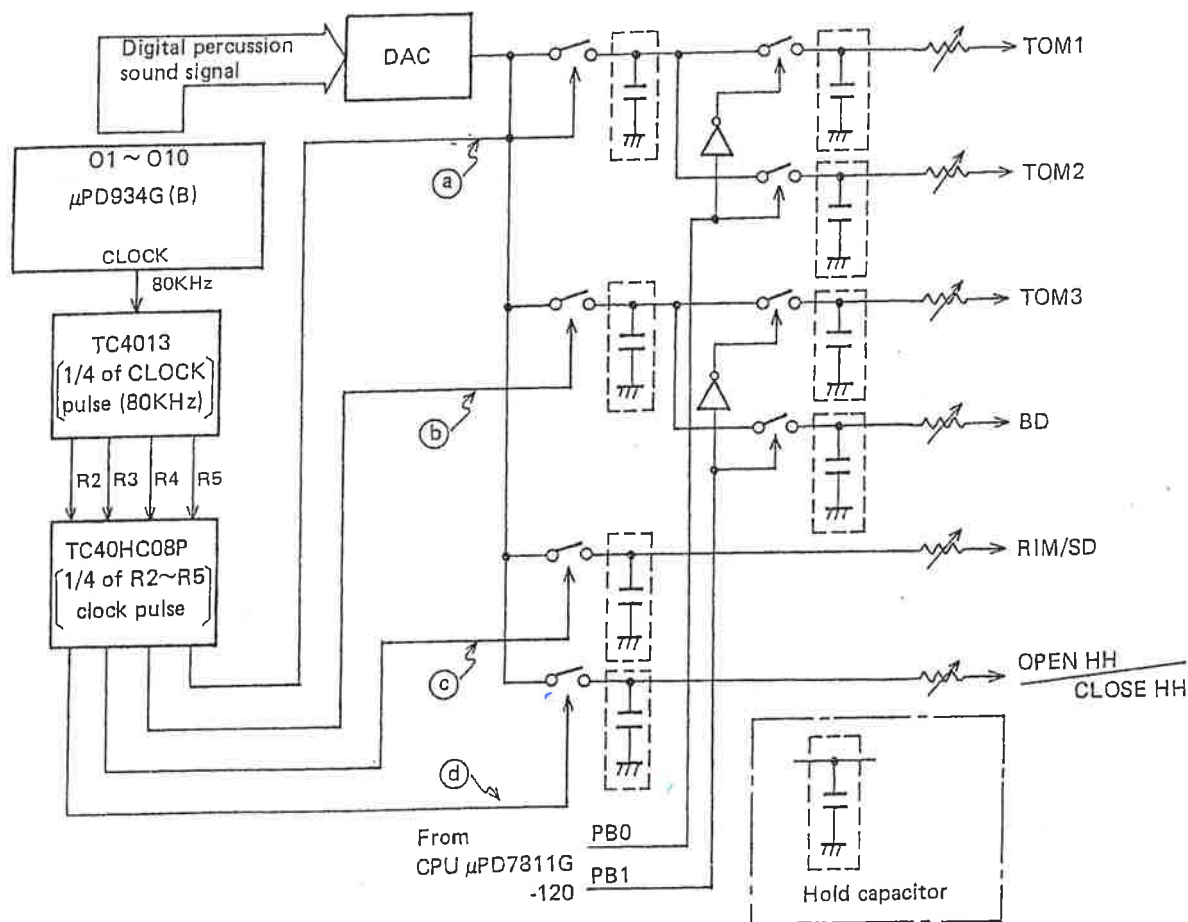 Digital percussion
sound signal
DAC
TOM1
O1 ~ O10
μPD934G (B)
CLOCK
80KHz
a
TOM2
TC4013
1/4 of CLOCK
pulse (80KHz)
TOM3
b
BD
R2
R3
R4
R5
TC40HC08P
1/4 of R2~R5
clock pulse
RIM/SD
c
OPEN HH
CLOSE HH
d
From
CPU μPD7811G
-120
PB0
PB1
Hold capacitor